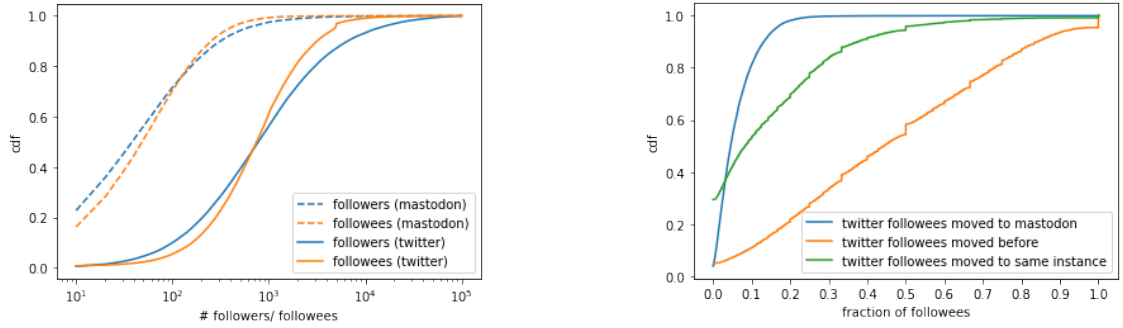 1.0
0.8
0.6
0.4
0.2
0.0
cdf
followers (mastodon)
followees (mastodon)
followers (twitter)
followees (twitter)
10¹ 10² 10³ 10⁴ 10⁵
# followers/ followees
1.0
0.8
0.6
0.4
0.2
0.0
cdf
twitter followees moved to mastodon
twitter followees moved before
twitter followees moved to same instance
0.0 0.1 0.2 0.3 0.4 0.5 0.6 0.7 0.8 0.9 1.0
fraction of followees